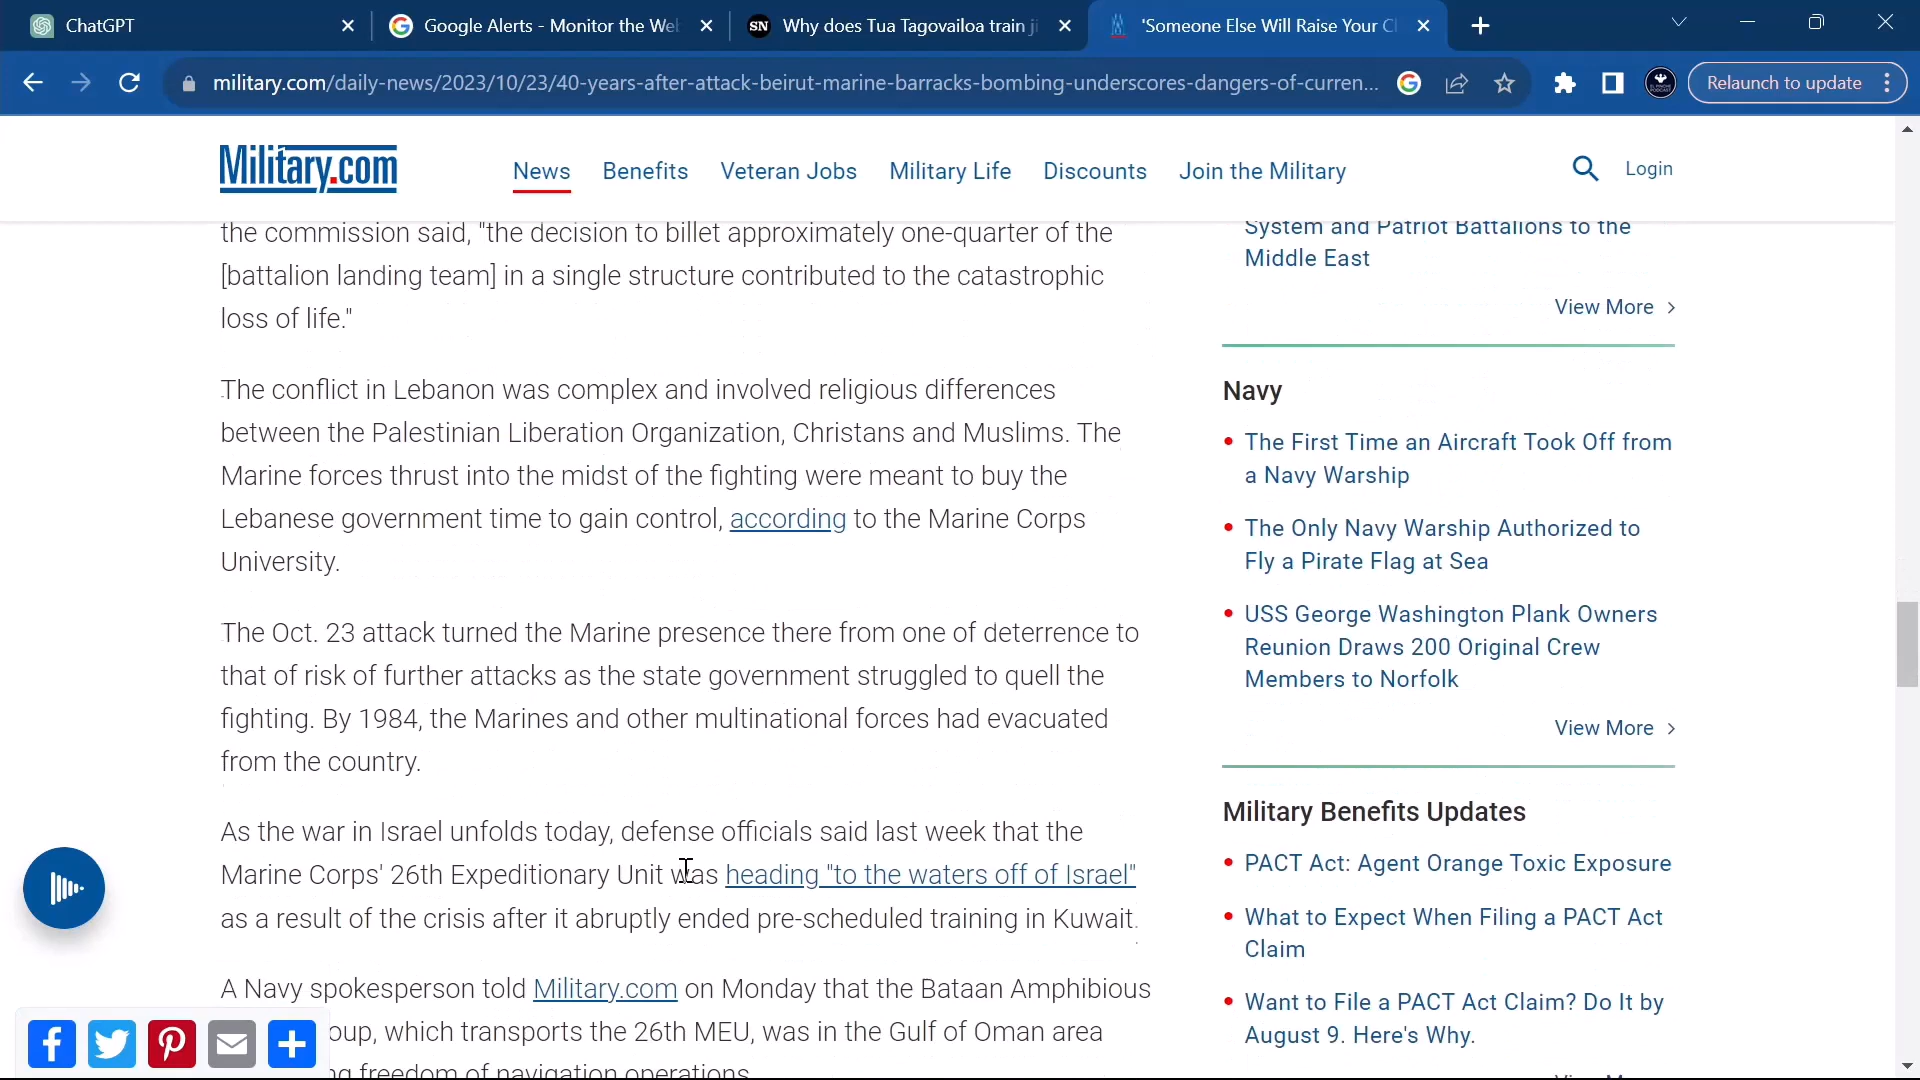 ChatGPT
Google Alerts - Monitor the Web
SN Why does Tua Tagovailoa train ji
'Someone Else Will Raise Your C
military.com/daily-news/2023/10/23/40-years-after-attack-beirut-marine-barracks-bombing-underscores-dangers-of-curren...
Relaunch to update
Military.com
News
Benefits
Veteran Jobs
Military Life
Discounts
Join the Military
Login
the commission said, "the decision to billet approximately one-quarter of the
[battalion landing team] in a single structure contributed to the catastrophic
loss of life."
The conflict in Lebanon was complex and involved religious differences
between the Palestinian Liberation Organization, Christans and Muslims. The
Marine forces thrust into the midst of the fighting were meant to buy the
Lebanese government time to gain control, according to the Marine Corps
University.
The Oct. 23 attack turned the Marine presence there from one of deterrence to
that of risk of further attacks as the state government struggled to quell the
fighting. By 1984, the Marines and other multinational forces had evacuated
from the country.
As the war in Israel unfolds today, defense officials said last week that the
Marine Corps' 26th Expeditionary Unit was heading "to the waters off of Israel"
as a result of the crisis after it abruptly ended pre-scheduled training in Kuwait.
A Navy spokesperson told Military.com on Monday that the Bataan Amphibious
oup, which transports the 26th MEU, was in the Gulf of Oman area
ng freedom of navigation operations.
System and Patriot Battalions to the
Middle East
View More
Navy
The First Time an Aircraft Took Off from
a Navy Warship
The Only Navy Warship Authorized to
Fly a Pirate Flag at Sea
USS George Washington Plank Owners
Reunion Draws 200 Original Crew
Members to Norfolk
View More
Military Benefits Updates
PACT Act: Agent Orange Toxic Exposure
What to Expect When Filing a PACT Act
Claim
Want to File a PACT Act Claim? Do It by
August 9. Here's Why.